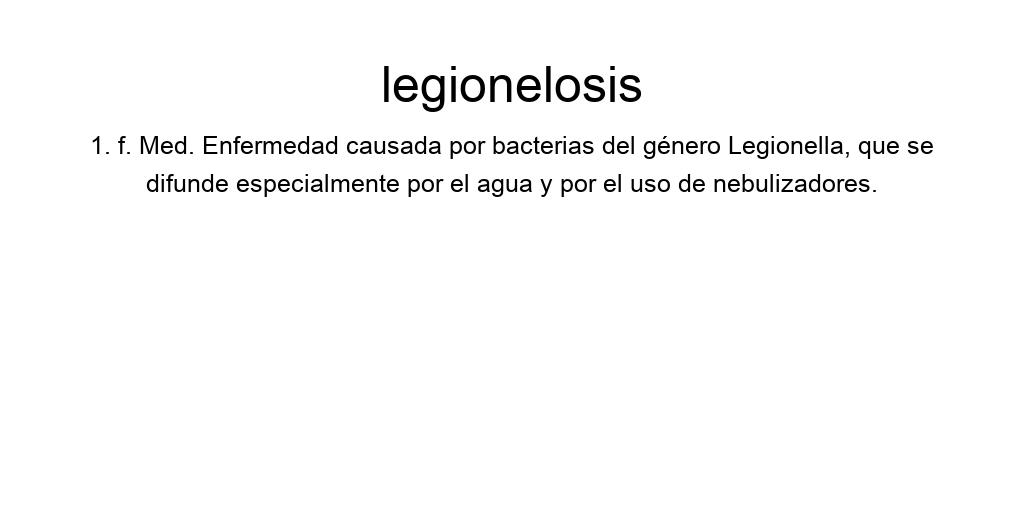 legionelosis
1. f. Med. Enfermedad causada por bacterias del género Legionella, que se
difunde especialmente por el agua y por el uso de nebulizadores.